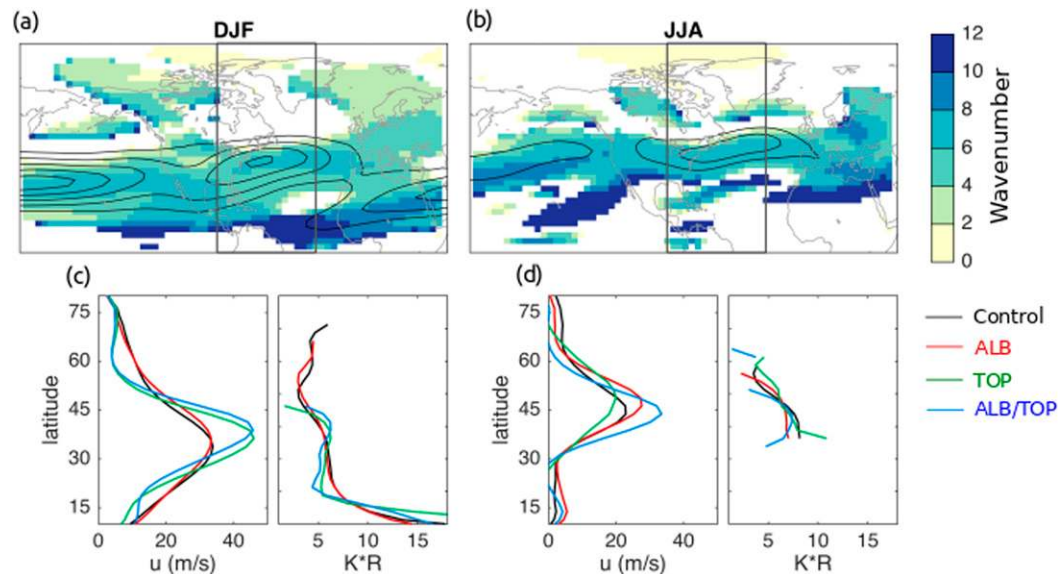 (a)
DJF
(b)
JJA
12
10
8
6
4
2
0
Wavenumber
(c)
75
60
45
30
15
latitude
0 20 40
u (m/s)
5 10 15
K*R
(d)
75
60
45
30
15
latitude
0 20 40
u (m/s)
5 10 15
K*R
Control
ALB
TOP
ALB/TOP